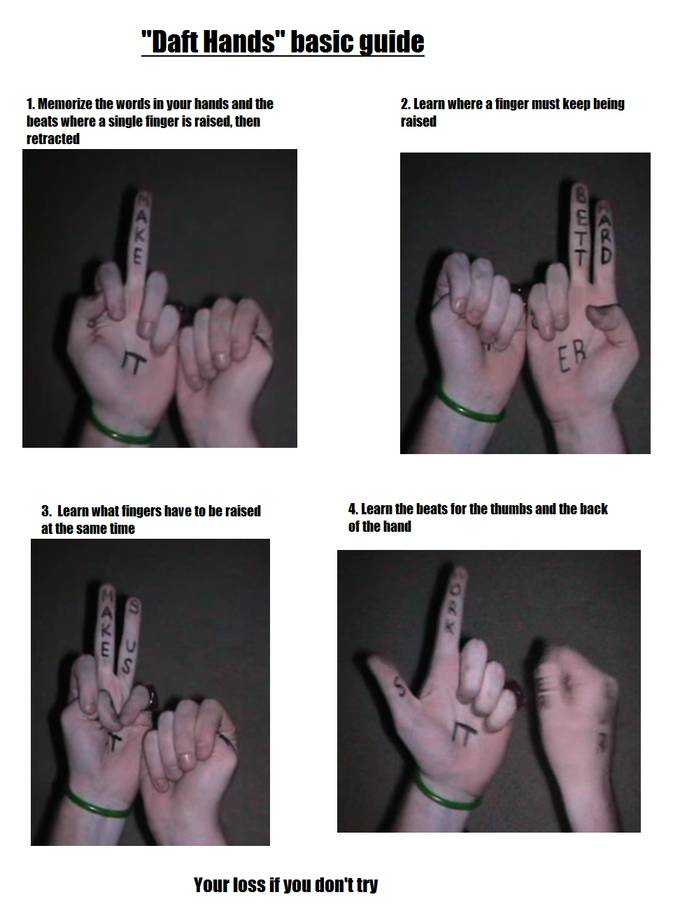 "Daft Hands" basic guide
1. Memorize the words in your hands and the
beats where a single finger is raised, then
retracted
2. Learn where a finger must keep being
raised
MAKE
IT
BETT
HARD
ER
3. Learn what fingers have to be raised
at the same time
4. Learn the beats for the thumbs and the back
of the hand
MAKE
US
T
WORK
S
IT
Your loss if you don't try